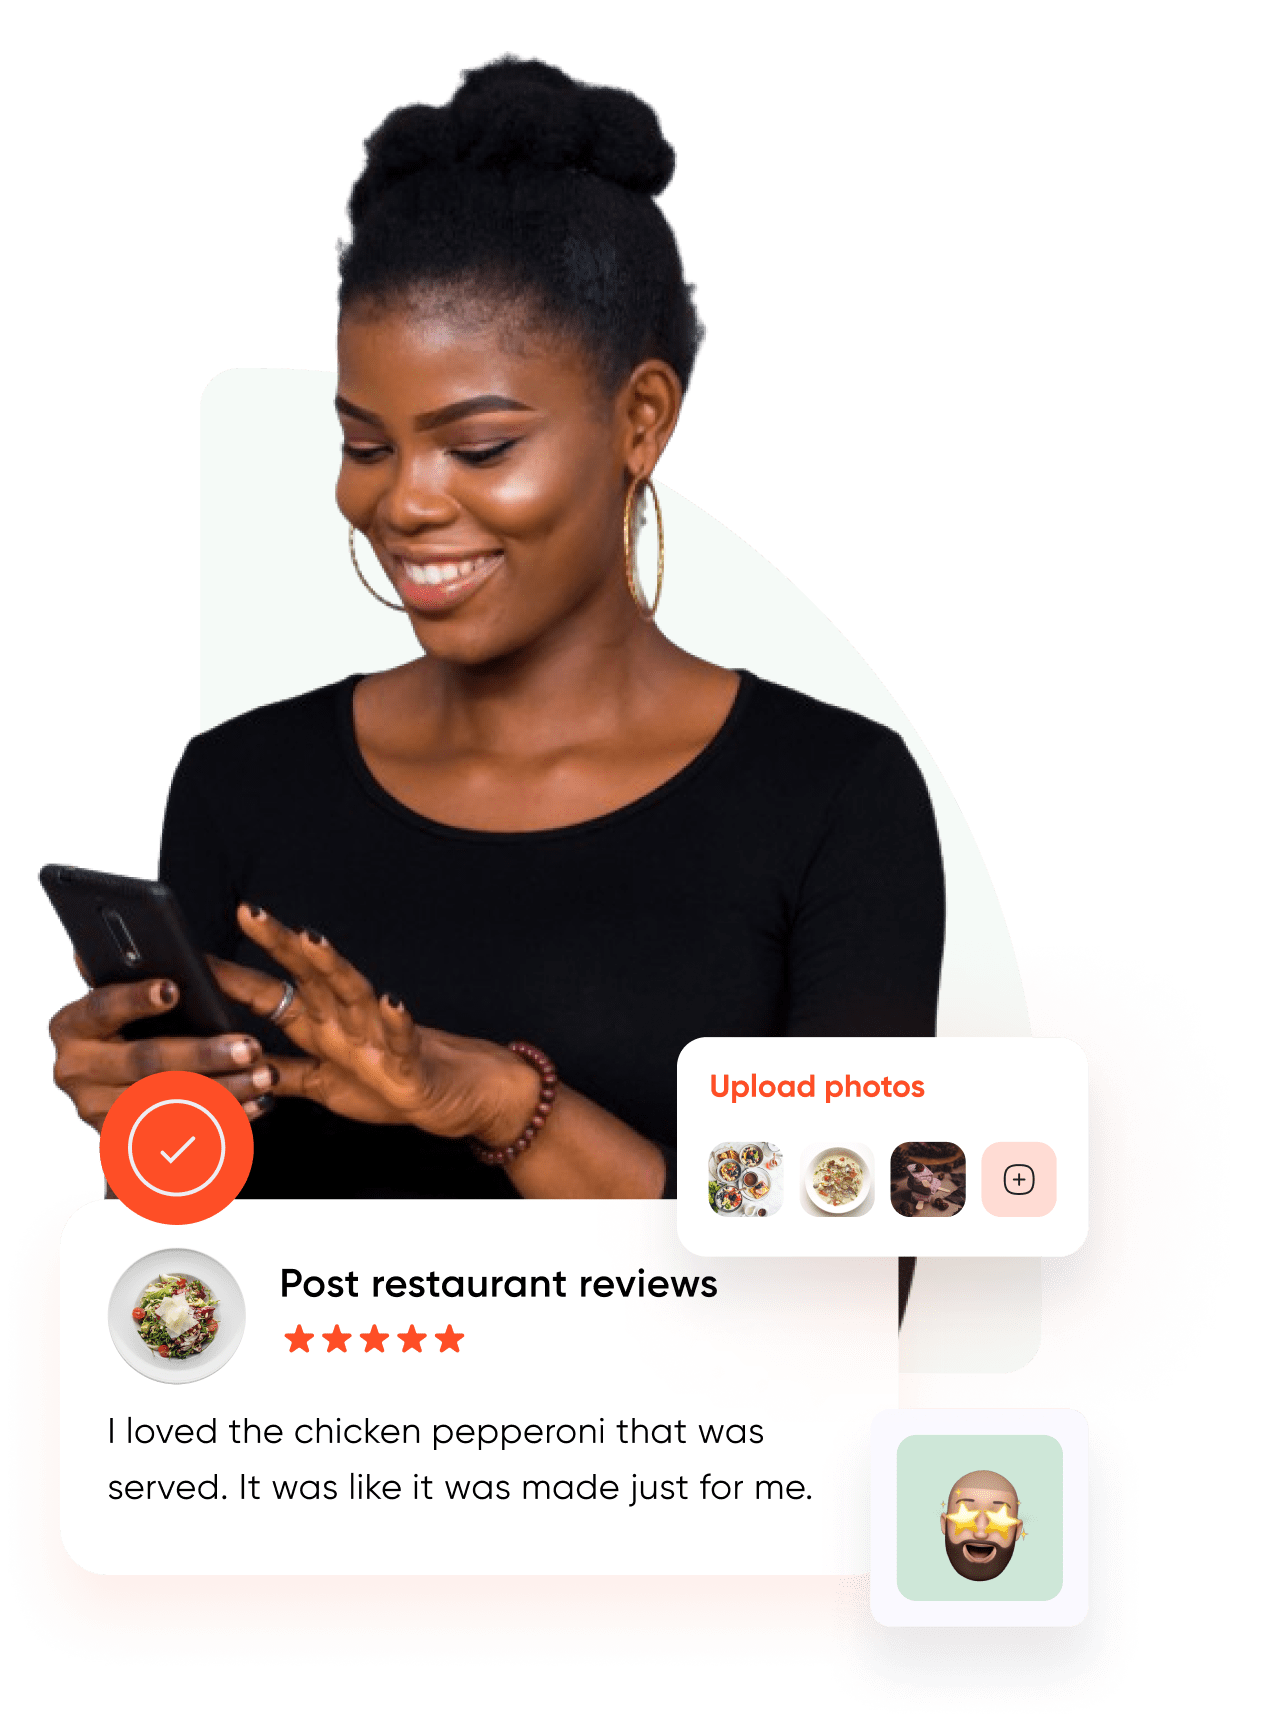 Upload photos
Post restaurant reviews
I loved the chicken pepperoni that was
served. It was like it was made just for me.